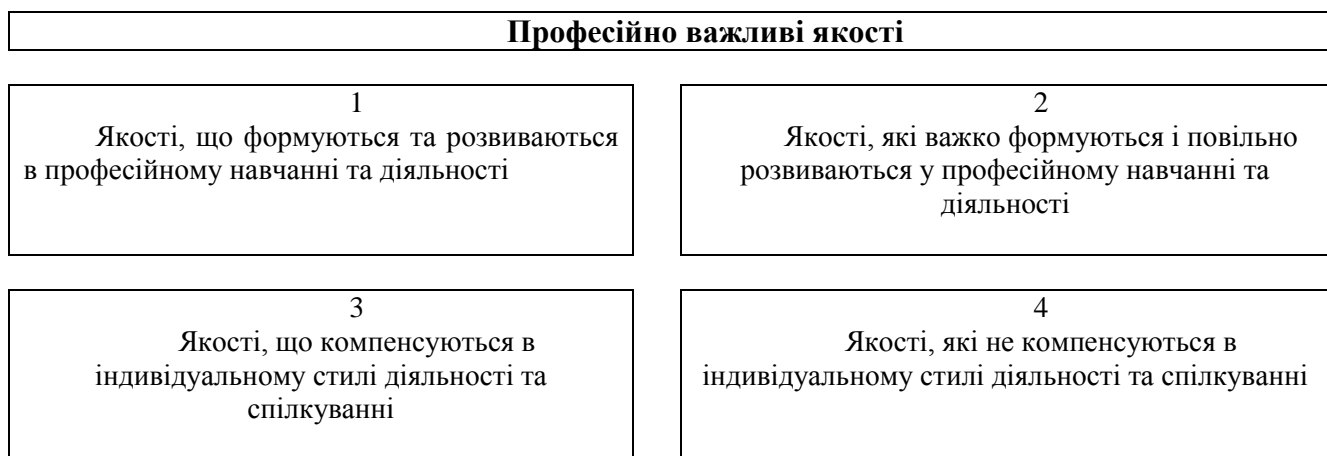 Професійно важливі якості
1
Якості, що формуються та розвиваються
в професійному навчанні та діяльності
2
Якості, які важко формуються і повільно
розвиваються у професійному навчанні та
діяльності
3
Якості, що компенсуються в
індивідуальному стилі діяльності та
спілкуванні
4
Якості, які не компенсуються в
індивідуальному стилі діяльності та спілкуванні